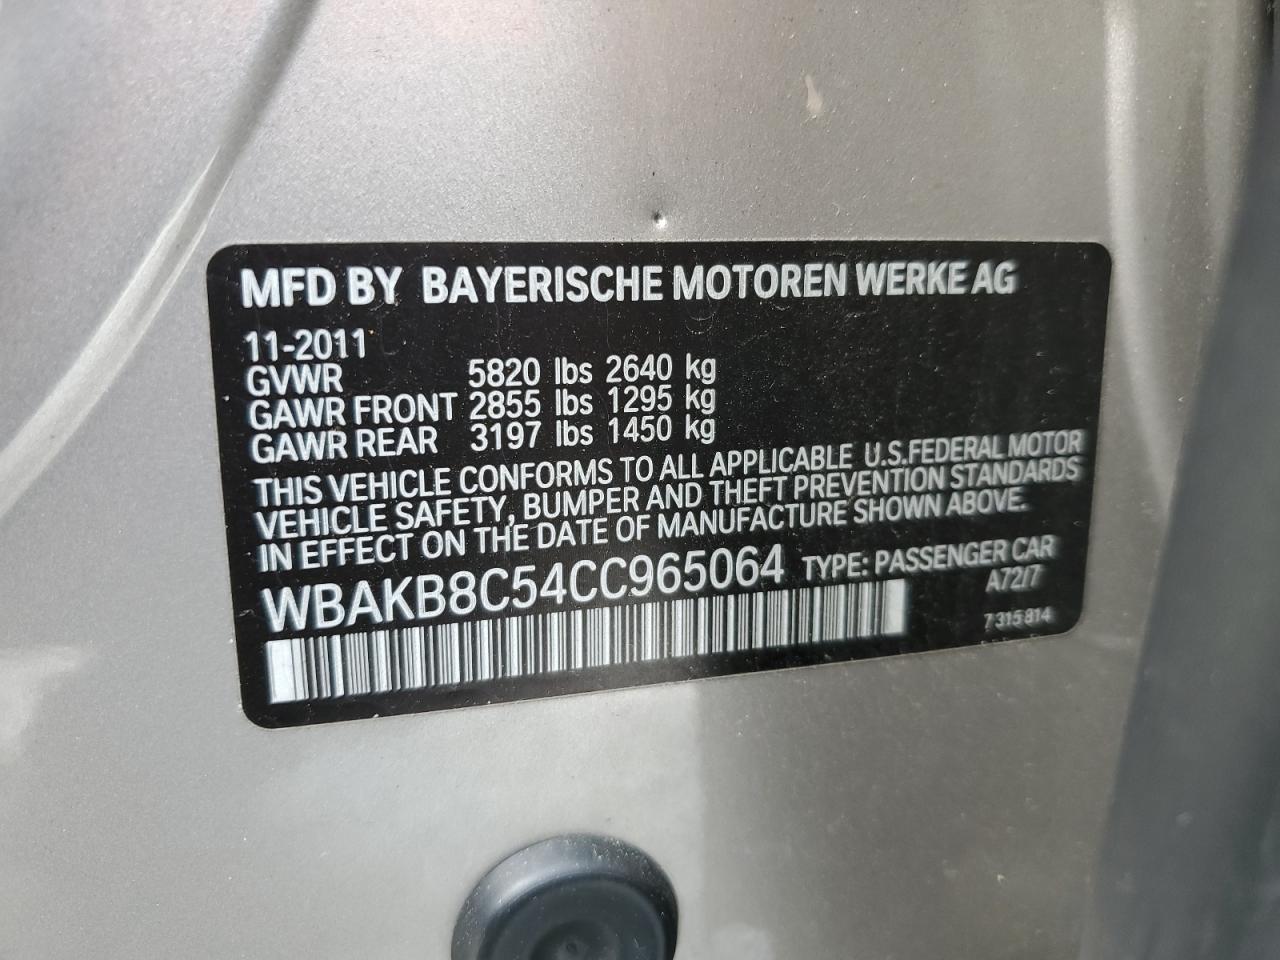 MFD BY BAYERISCHE MOTOREN WERKE AG
11-2011
GVWR 5820 lbs 2640 kg
GAWR FRONT 2855 lbs 1295 kg
GAWR REAR 3197 lbs 1450 kg
THIS VEHICLE CONFORMS TO ALL APPLICABLE U.S.FEDERAL MOTOR
VEHICLE SAFETY, BUMPER AND THEFT PREVENTION STANDARDS
IN EFFECT ON THE DATE OF MANUFACTURE SHOWN ABOVE.
WBAKB8C54CC965064 TYPE: PASSENGER CAR
A72/7
7 315 814